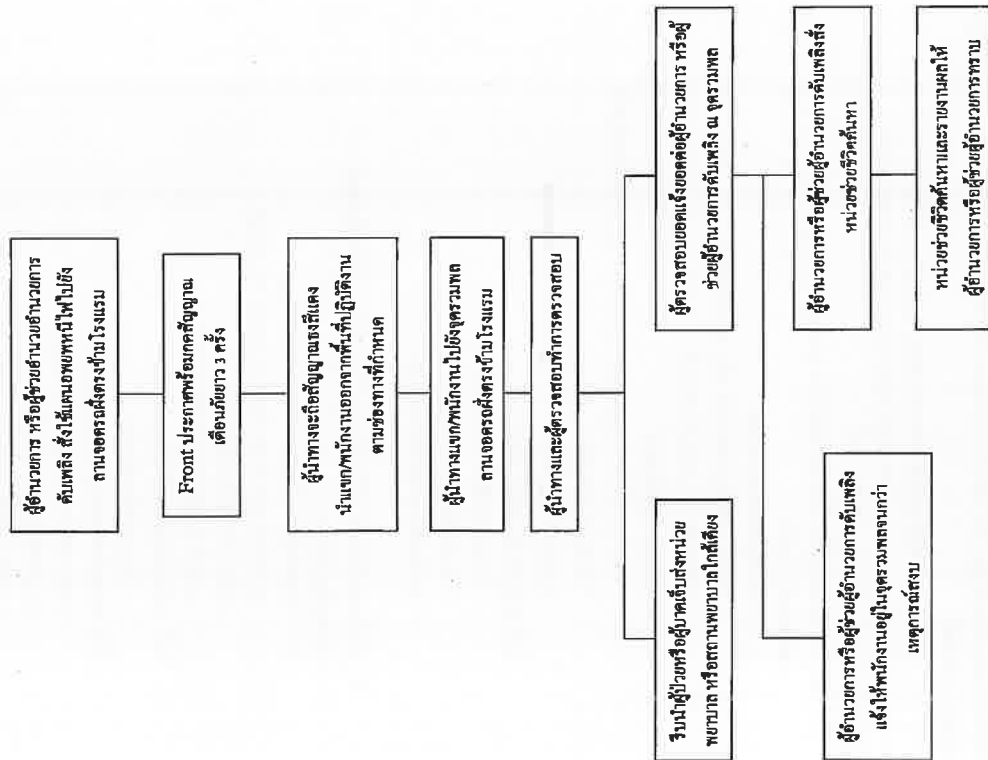 ผู้อำนวยการ หรือผู้ช่วยอำนวยการ
ดับเพลิง สั่งใช้แผนอพยพหนีไฟไปยัง
ลานจอดรถฝั่งตรงข้ามโรงแรม
Front ประกาศพร้อมกดสัญญาณ
เตือนภัยยาว 3 ครั้ง
ผู้นำทางจะถือสัญญาณธงสีแดง
นำแขก/พนักงานออกจากพื้นที่ปฏิบัติงาน
ตามช่องทางที่กำหนด
ผู้นำทางแขก/พนักงานไปยังจุดรวมพล
ลานจอดรถฝั่งตรงข้ามโรงแรม
ผู้นำทางและผู้ตรวจสอบทำการตรวจสอบ
รีบนำผู้ป่วยหรือผู้บาดเจ็บส่งหน่วย
พยาบาล หรือสถานพยาบาลใกล้เคียง
ผู้ตรวจสอบยอดแจ้งยอดต่อผู้อำนวยการ หรือผู้
ช่วยผู้อำนวยการดับเพลิง ณ จุดรวมพล
ผู้อำนวยการหรือผู้ช่วยผู้อำนวยการดับเพลิง
แจ้งให้พนักงานอยู่ในจุดรวมพลจนกว่า
เหตุการณ์สงบ
ผู้อำนวยการหรือผู้ช่วยผู้อำนวยการดับเพลิงสั่ง
หน่วยช่วยชีวิตค้นหา
หน่วยช่วยชีวิตค้นหาและรายงานผลให้
ผู้อำนวยการหรือผู้ช่วยผู้อำนวยการทราบ